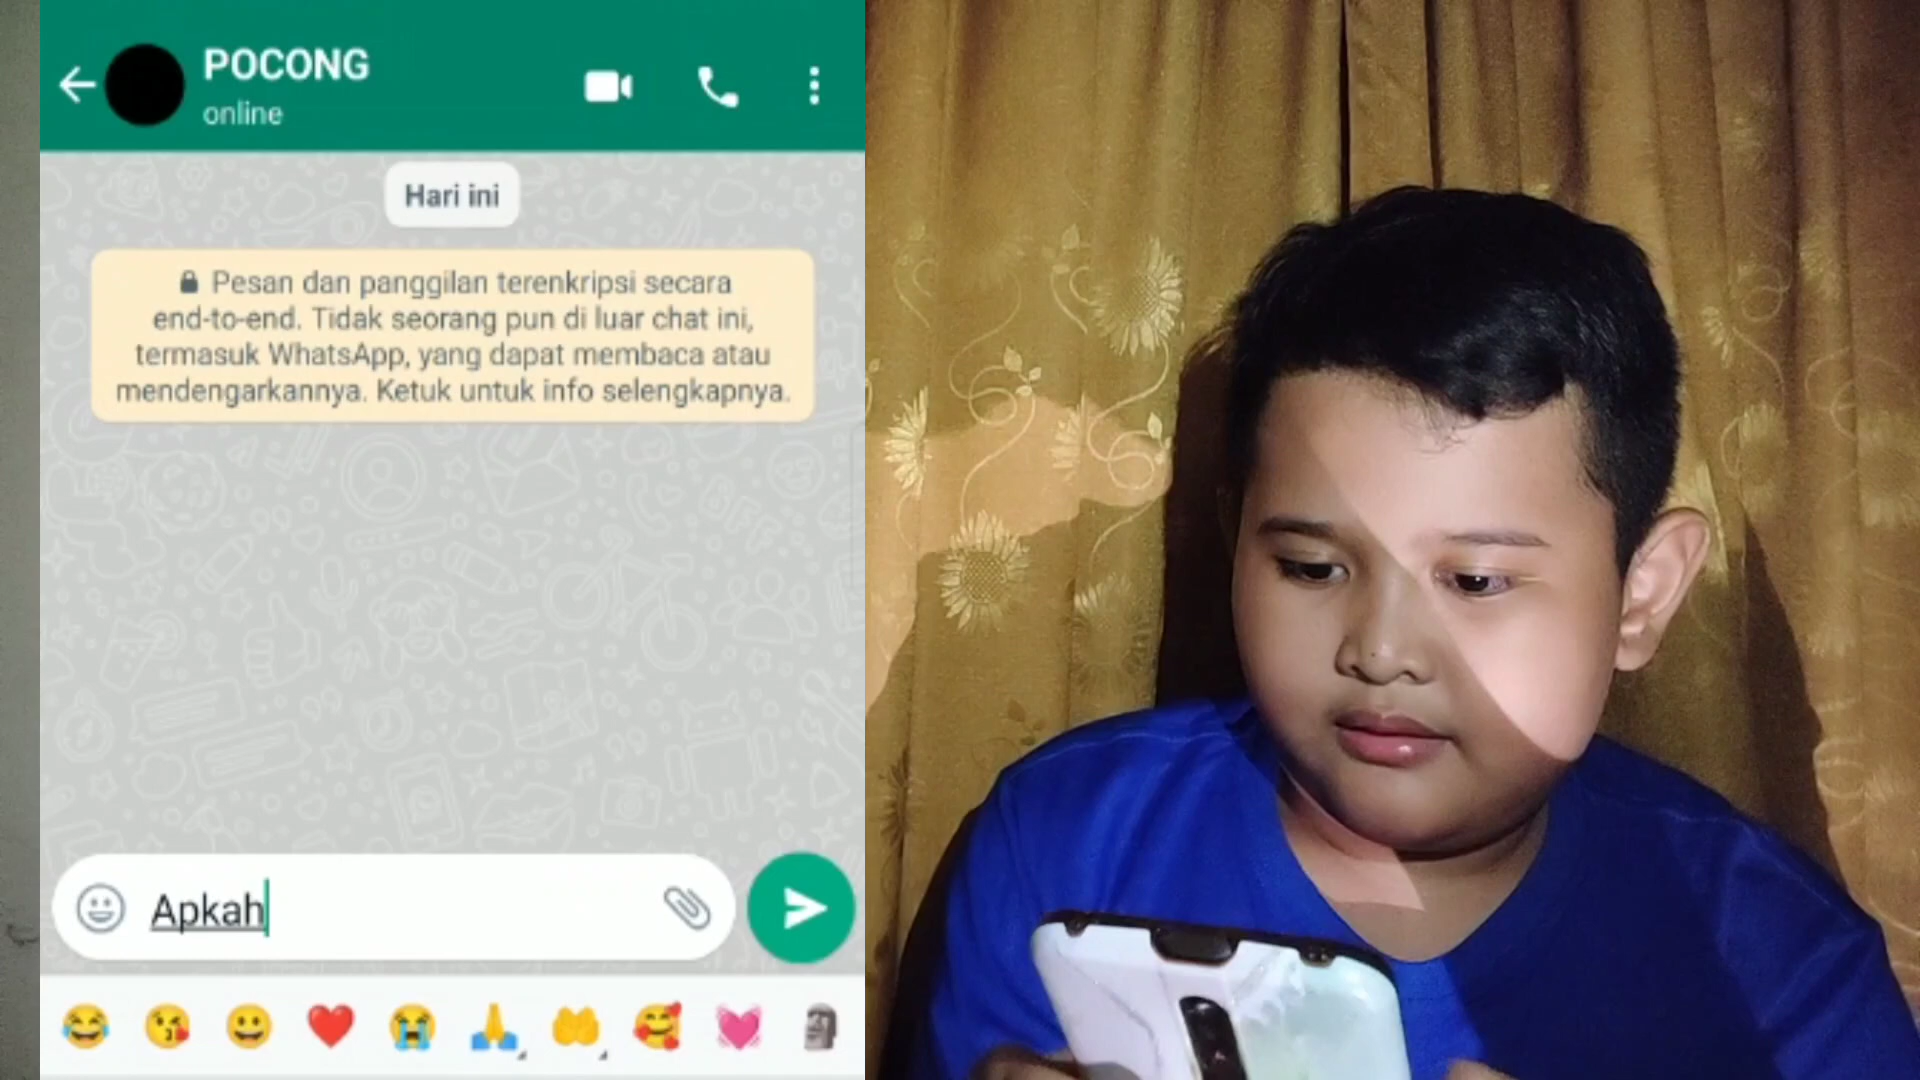 POCONG
online
Hari ini
Pesan dan panggilan terenkripsi secara
end-to-end. Tidak seorang pun di luar chat ini,
termasuk WhatsApp, yang dapat membaca atau
mendengarkannya. Ketuk untuk info selengkapnya.
Apkah